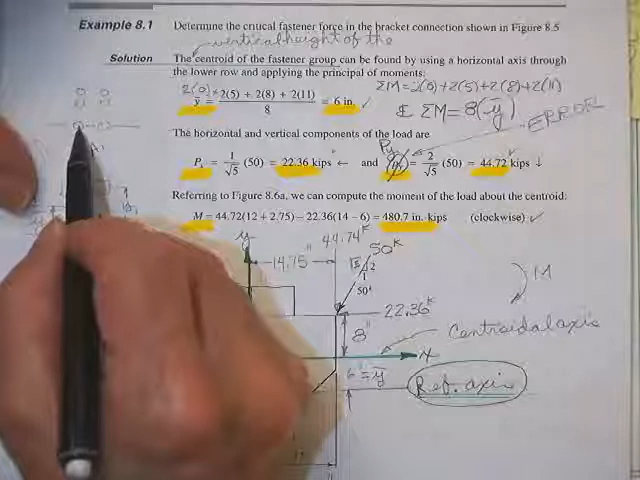 Example 8.1 Determine the critical fastener force in the bracket connection shown in Figure 8.5
vertical height of the
Solution The centroid of the fastener group can be found by using a horizontal axis through
the lower row and applying the principal of moments:
ΣM=2(0)+2(5)+2(8)+2(11)
ȳ = 2(0)+2(5) + 2(8) + 2(11) / 8 = 6 in. ✓
& ΣM=8(ȳ)
ERROR
The horizontal and vertical components of the load are
Py
= 1/√5 (50) = 22.36 kips ← and = 2/√5 (50) = 44.72 kips ↓
Referring to Figure 8.6a, we can compute the moment of the load about the centroid:
M = 44.72(12 + 2.75) − 22.36(14 − 6) = 480.7 in.-kips (clockwise) ✓
y
44.74ᴷ
14.75"
50ᴷ
√5 2
1
50ᴷ
M
22.36ᴷ
8"
Centroidal axis
X
6"=ȳ
Ref. axis